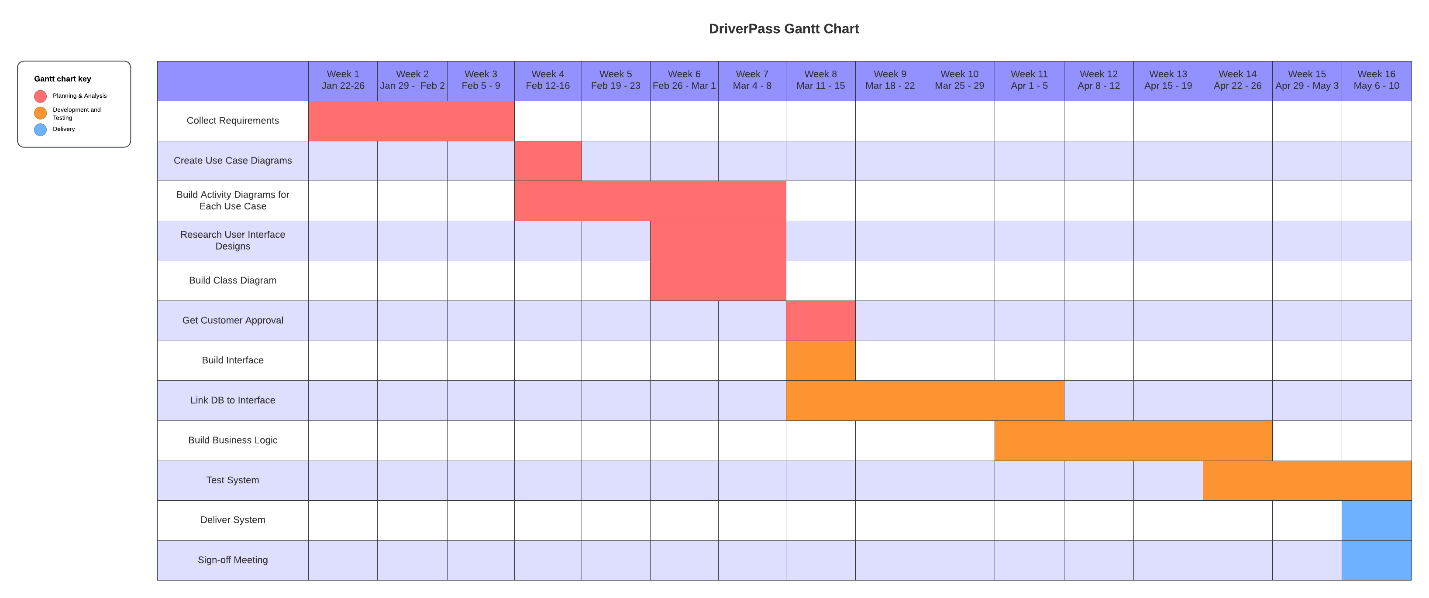 DriverPass Gantt Chart
Gantt chart key
Planning & Analysis
Development and
Testing
Delivery
Week 1
Jan 22-26
Week 2
Jan 29 - Feb 2
Week 3
Feb 5 - 9
Week 4
Feb 12-16
Week 5
Feb 19 - 23
Week 6
Feb 26 - Mar 1
Week 7
Mar 4 - 8
Week 8
Mar 11 - 15
Week 9
Mar 18 - 22
Week 10
Mar 25 - 29
Week 11
Apr 1 - 5
Week 12
Apr 8 - 12
Week 13
Apr 15 - 19
Week 14
Apr 22 - 26
Week 15
Apr 29 - May 3
Week 16
May 6 - 10
Collect Requirements
Create Use Case Diagrams
Build Activity Diagrams for
Each Use Case
Research User Interface
Designs
Build Class Diagram
Get Customer Approval
Build Interface
Link DB to Interface
Build Business Logic
Test System
Deliver System
Sign-off Meeting